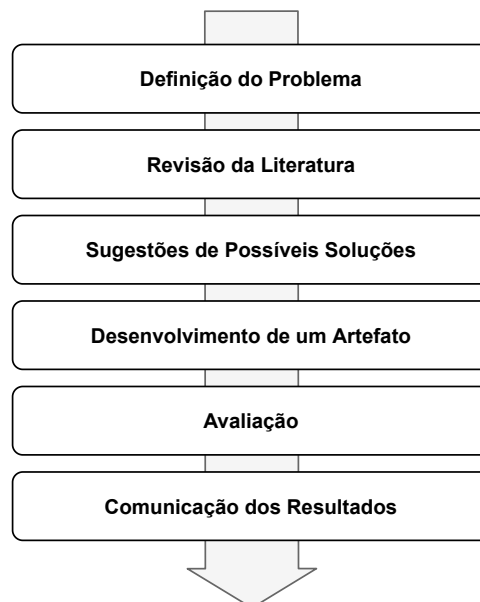 Definição do Problema
Revisão da Literatura
Sugestões de Possíveis Soluções
Desenvolvimento de um Artefato
Avaliação
Comunicação dos Resultados